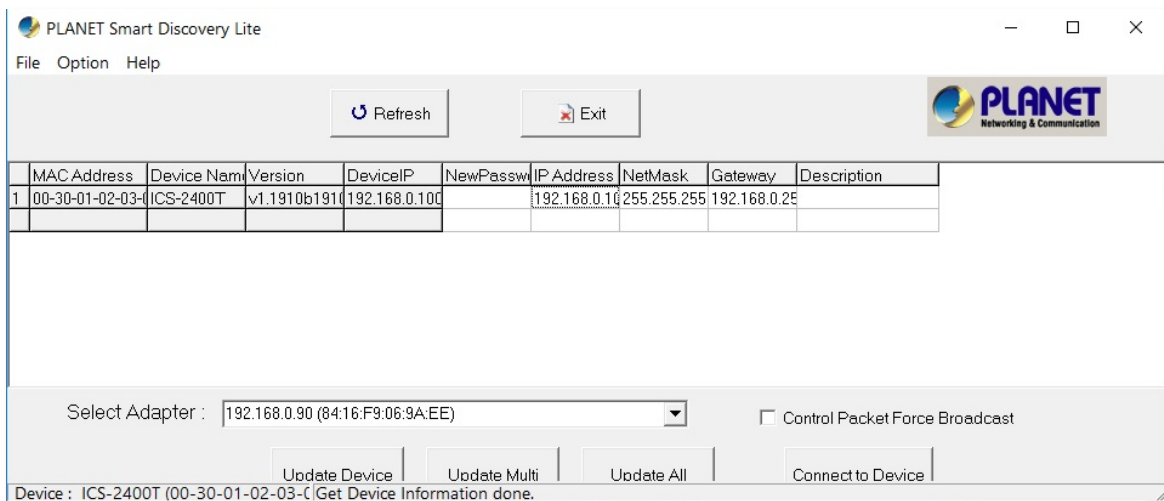 PLANET Smart Discovery Lite
File Option Help
Refresh Exit
PLANET
Networking & Communication
MAC Address Device Nam Version DeviceIP NewPassw IP Address NetMask Gateway Description
1 00-30-01-02-03- ICS-2400T v1.1910b191 192.168.0.100 192.168.0.10 255.255.255 192.168.0.25
Select Adapter : 192.168.0.90 (84:16:F9:06:9A:EE) Control Packet Force Broadcast
Update Device Update Multi Update All Connect to Device
Device : ICS-2400T (00-30-01-02-03-0 Get Device Information done.